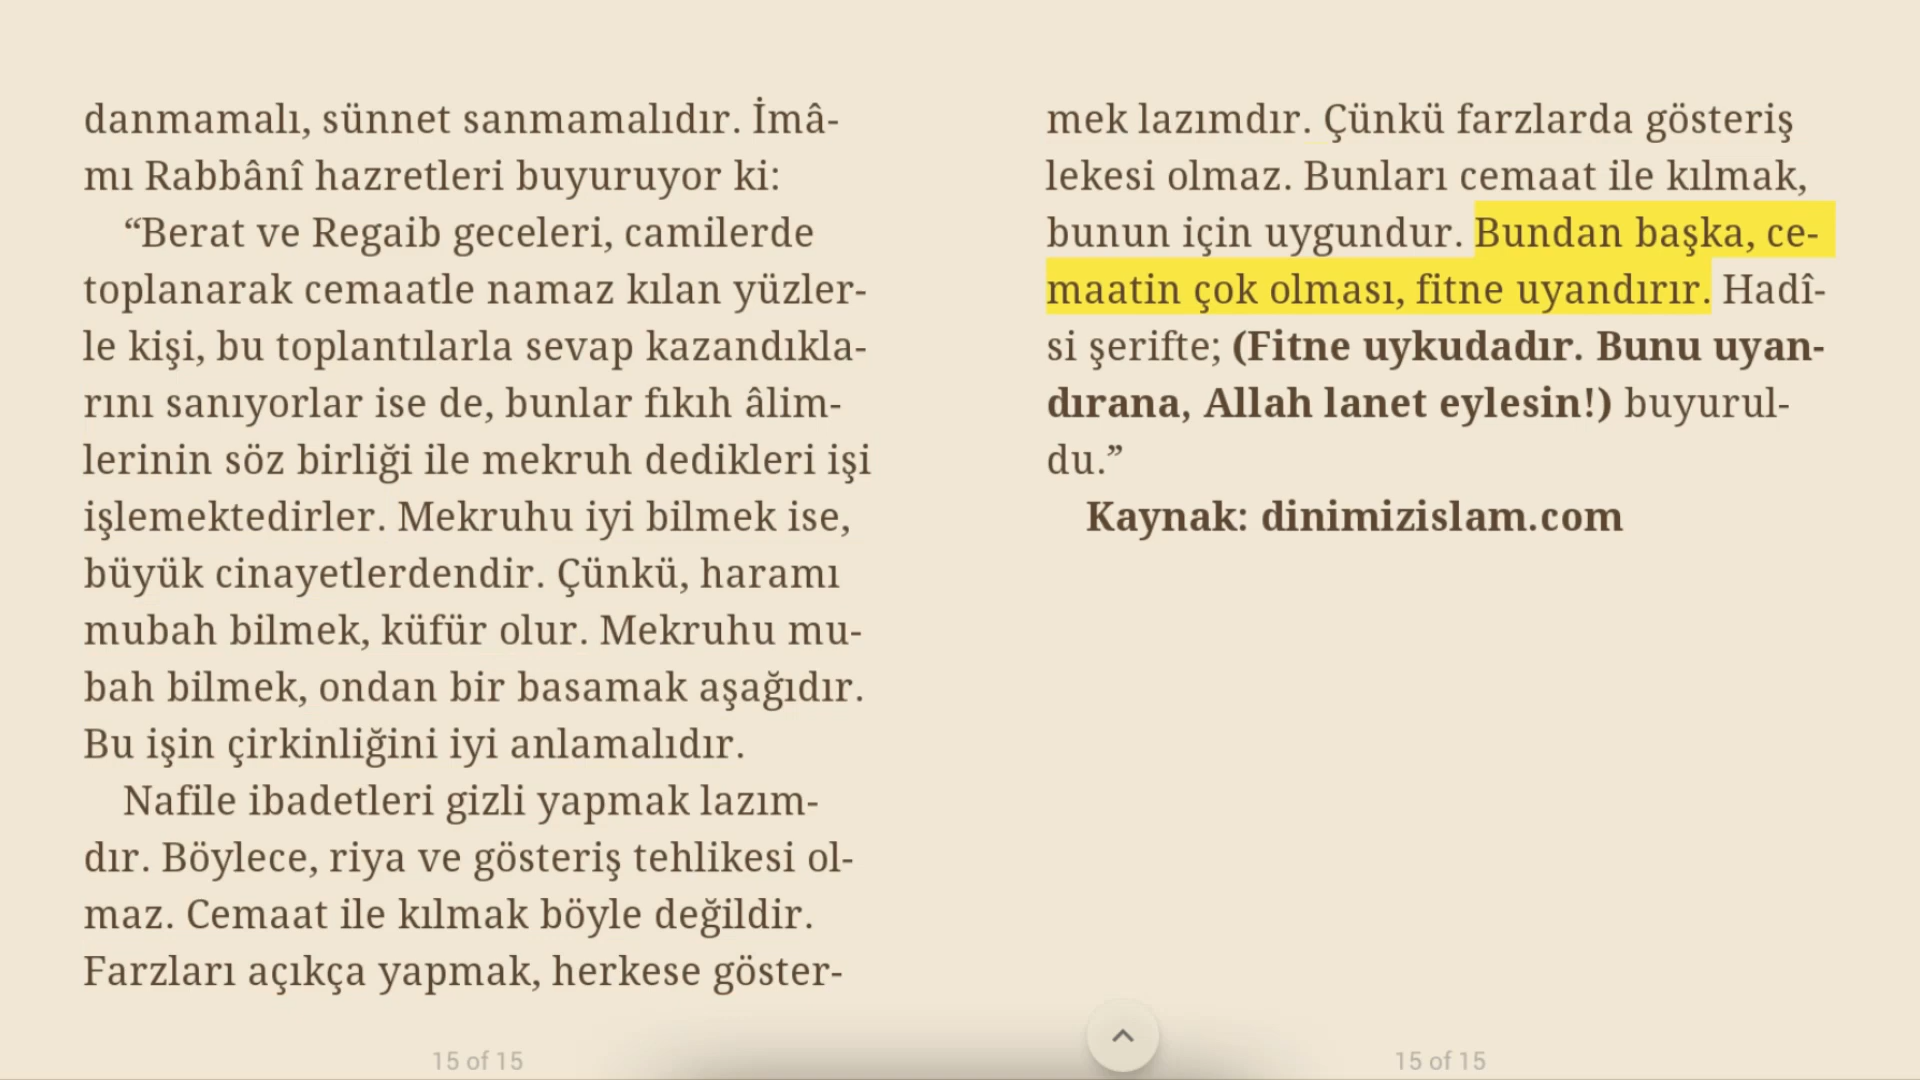 danmamalı, sünnet sanmamalıdır. İmâ-
mı Rabbânî hazretleri buyuruyor ki:
“Berat ve Regaib geceleri, camilerde
toplanarak cemaatle namaz kılan yüzler-
le kişi, bu toplantılarla sevap kazandıkla-
rını sanıyorlar ise de, bunlar fıkıh âlim-
lerinin söz birliği ile mekruh dedikleri işi
işlemektedirler. Mekruhu iyi bilmek ise,
büyük cinayetlerdendir. Çünkü, haramı
mubah bilmek, küfür olur. Mekruhu mu-
bah bilmek, ondan bir basamak aşağıdır.
Bu işin çirkinliğini iyi anlamalıdır.
Nafile ibadetleri gizli yapmak lazım-
dır. Böylece, riya ve gösteriş tehlikesi ol-
maz. Cemaat ile kılmak böyle değildir.
Farzları açıkça yapmak, herkese göster-
15 of 15
mek lazımdır. Çünkü farzlarda gösteriş
lekesi olmaz. Bunları cemaat ile kılmak,
bunun için uygundur. Bundan başka, ce-
maatin çok olması, fitne uyandırır. Hadî-
si şerifte; (Fitne uykudadır. Bunu uyan-
dırana, Allah lanet eylesin!) buyurul-
du.”
Kaynak: dinimizislam.com
15 of 15